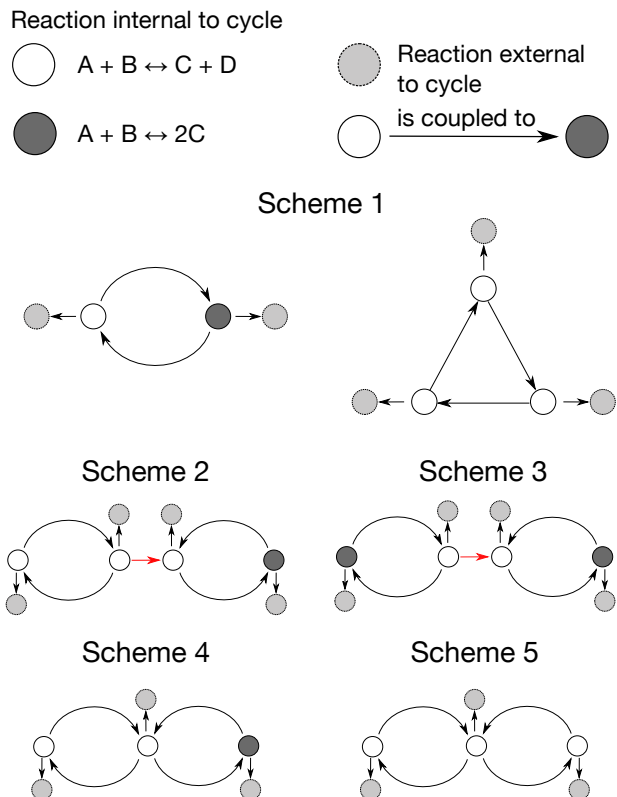 Reaction internal to cycle
A + B ↔ C + D
A + B ↔ 2C
Reaction external
to cycle
is coupled to
Scheme 1
Scheme 2
Scheme 3
Scheme 4
Scheme 5